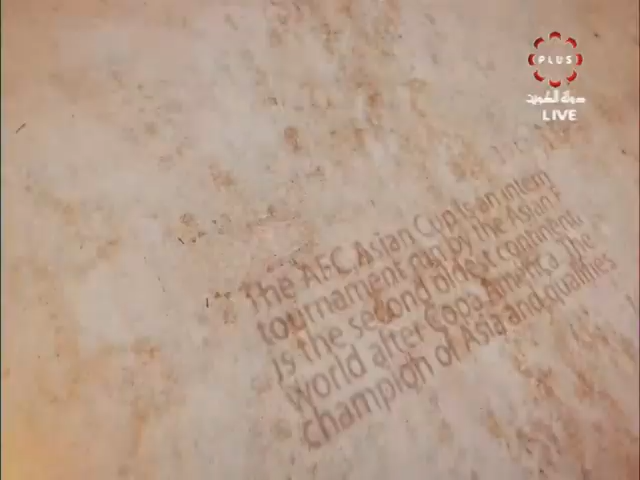 PLUS
دولة الكويت
LIVE
The AFC Asian Cup is an intern
tournament run by the Asian F
is the second oldest continent
world after Copa America. The
champion of Asia and qualifies